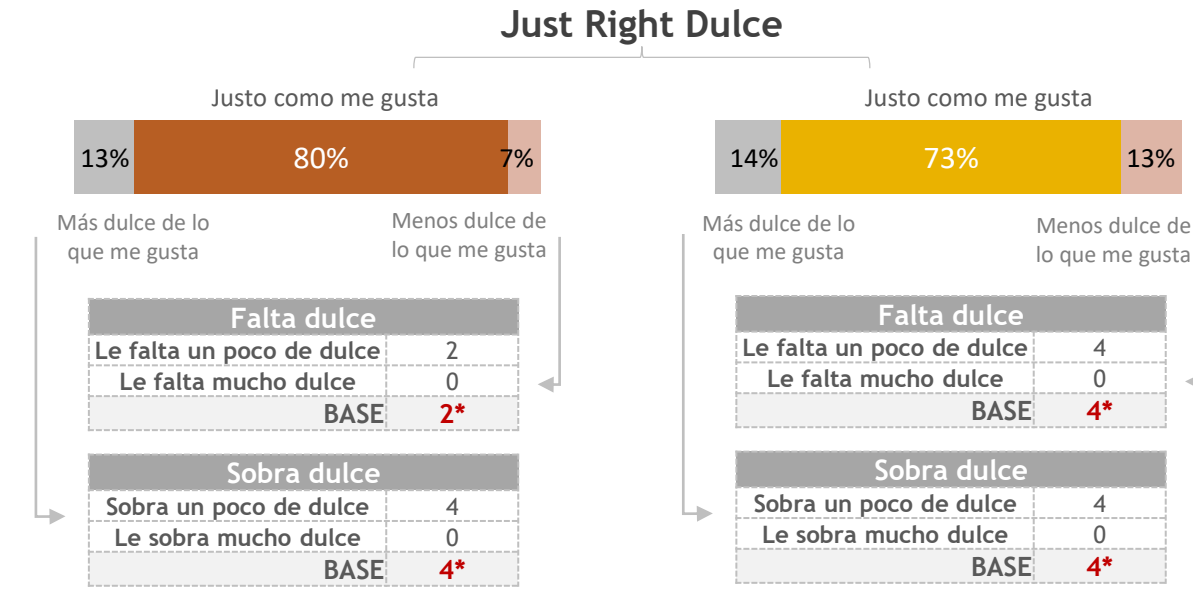 Just Right Dulce
Justo como me gusta
13% 80% 7%
Más dulce de lo
que me gusta
Menos dulce de
lo que me gusta
Falta dulce
Le falta un poco de dulce 2
Le falta mucho dulce 0
BASE 2*
Sobra dulce
Sobra un poco de dulce 4
Le sobra mucho dulce 0
BASE 4*
Justo como me gusta
14% 73% 13%
Más dulce de lo
que me gusta
Menos dulce de
lo que me gusta
Falta dulce
Le falta un poco de dulce 4
Le falta mucho dulce 0
BASE 4*
Sobra dulce
Sobra un poco de dulce 4
Le sobra mucho dulce 0
BASE 4*